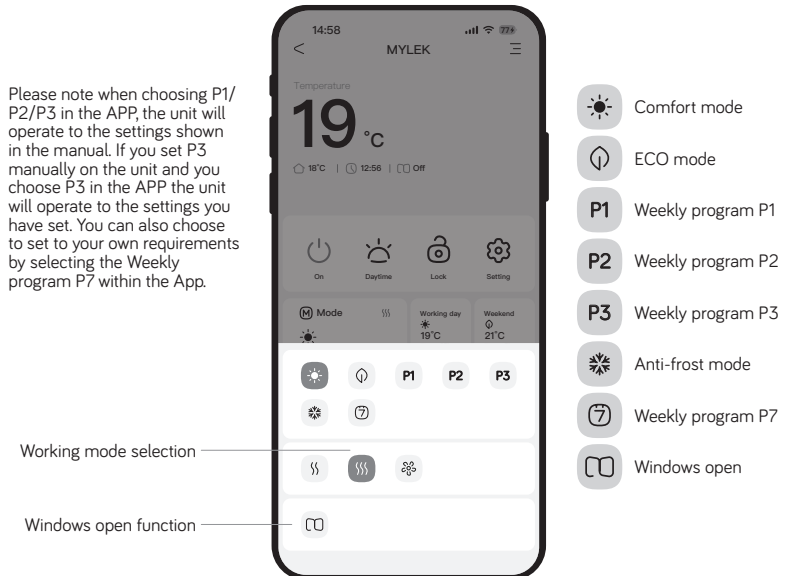 Please note when choosing P1/
P2/P3 in the APP, the unit will
operate to the settings shown
in the manual. If you set P3
manually on the unit and you
choose P3 in the APP the unit
will operate to the settings you
have set. You can also choose
to set to your own requirements
by selecting the Weekly
program P7 within the App.
Working mode selection
Windows open function
14:58
77
MYLEK
Temperature
19 °C
18°C | 12:56 | Off
On Daytime Lock Setting
M Mode Working day Weekend
19°C 21°C
P1 P2 P3
7
Comfort mode
ECO mode
P1 Weekly program P1
P2 Weekly program P2
P3 Weekly program P3
Anti-frost mode
7 Weekly program P7
Windows open